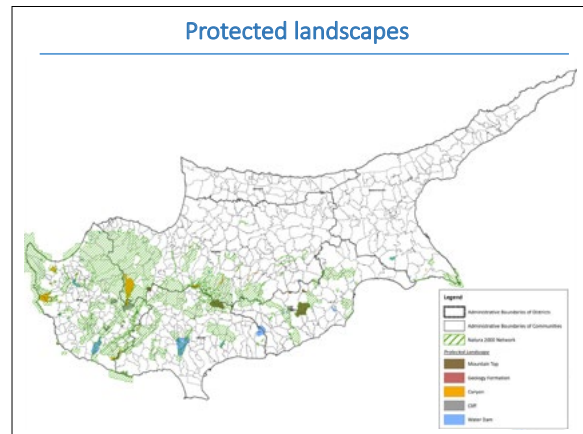 Protected landscapes
Legend
Administrative Boundaries of Districts
Administrative Boundaries of Communities
Natura 2000 Network
Protected Landscape
Mountain Top
Geology Formation
Canyon
Cliff
Water Dam